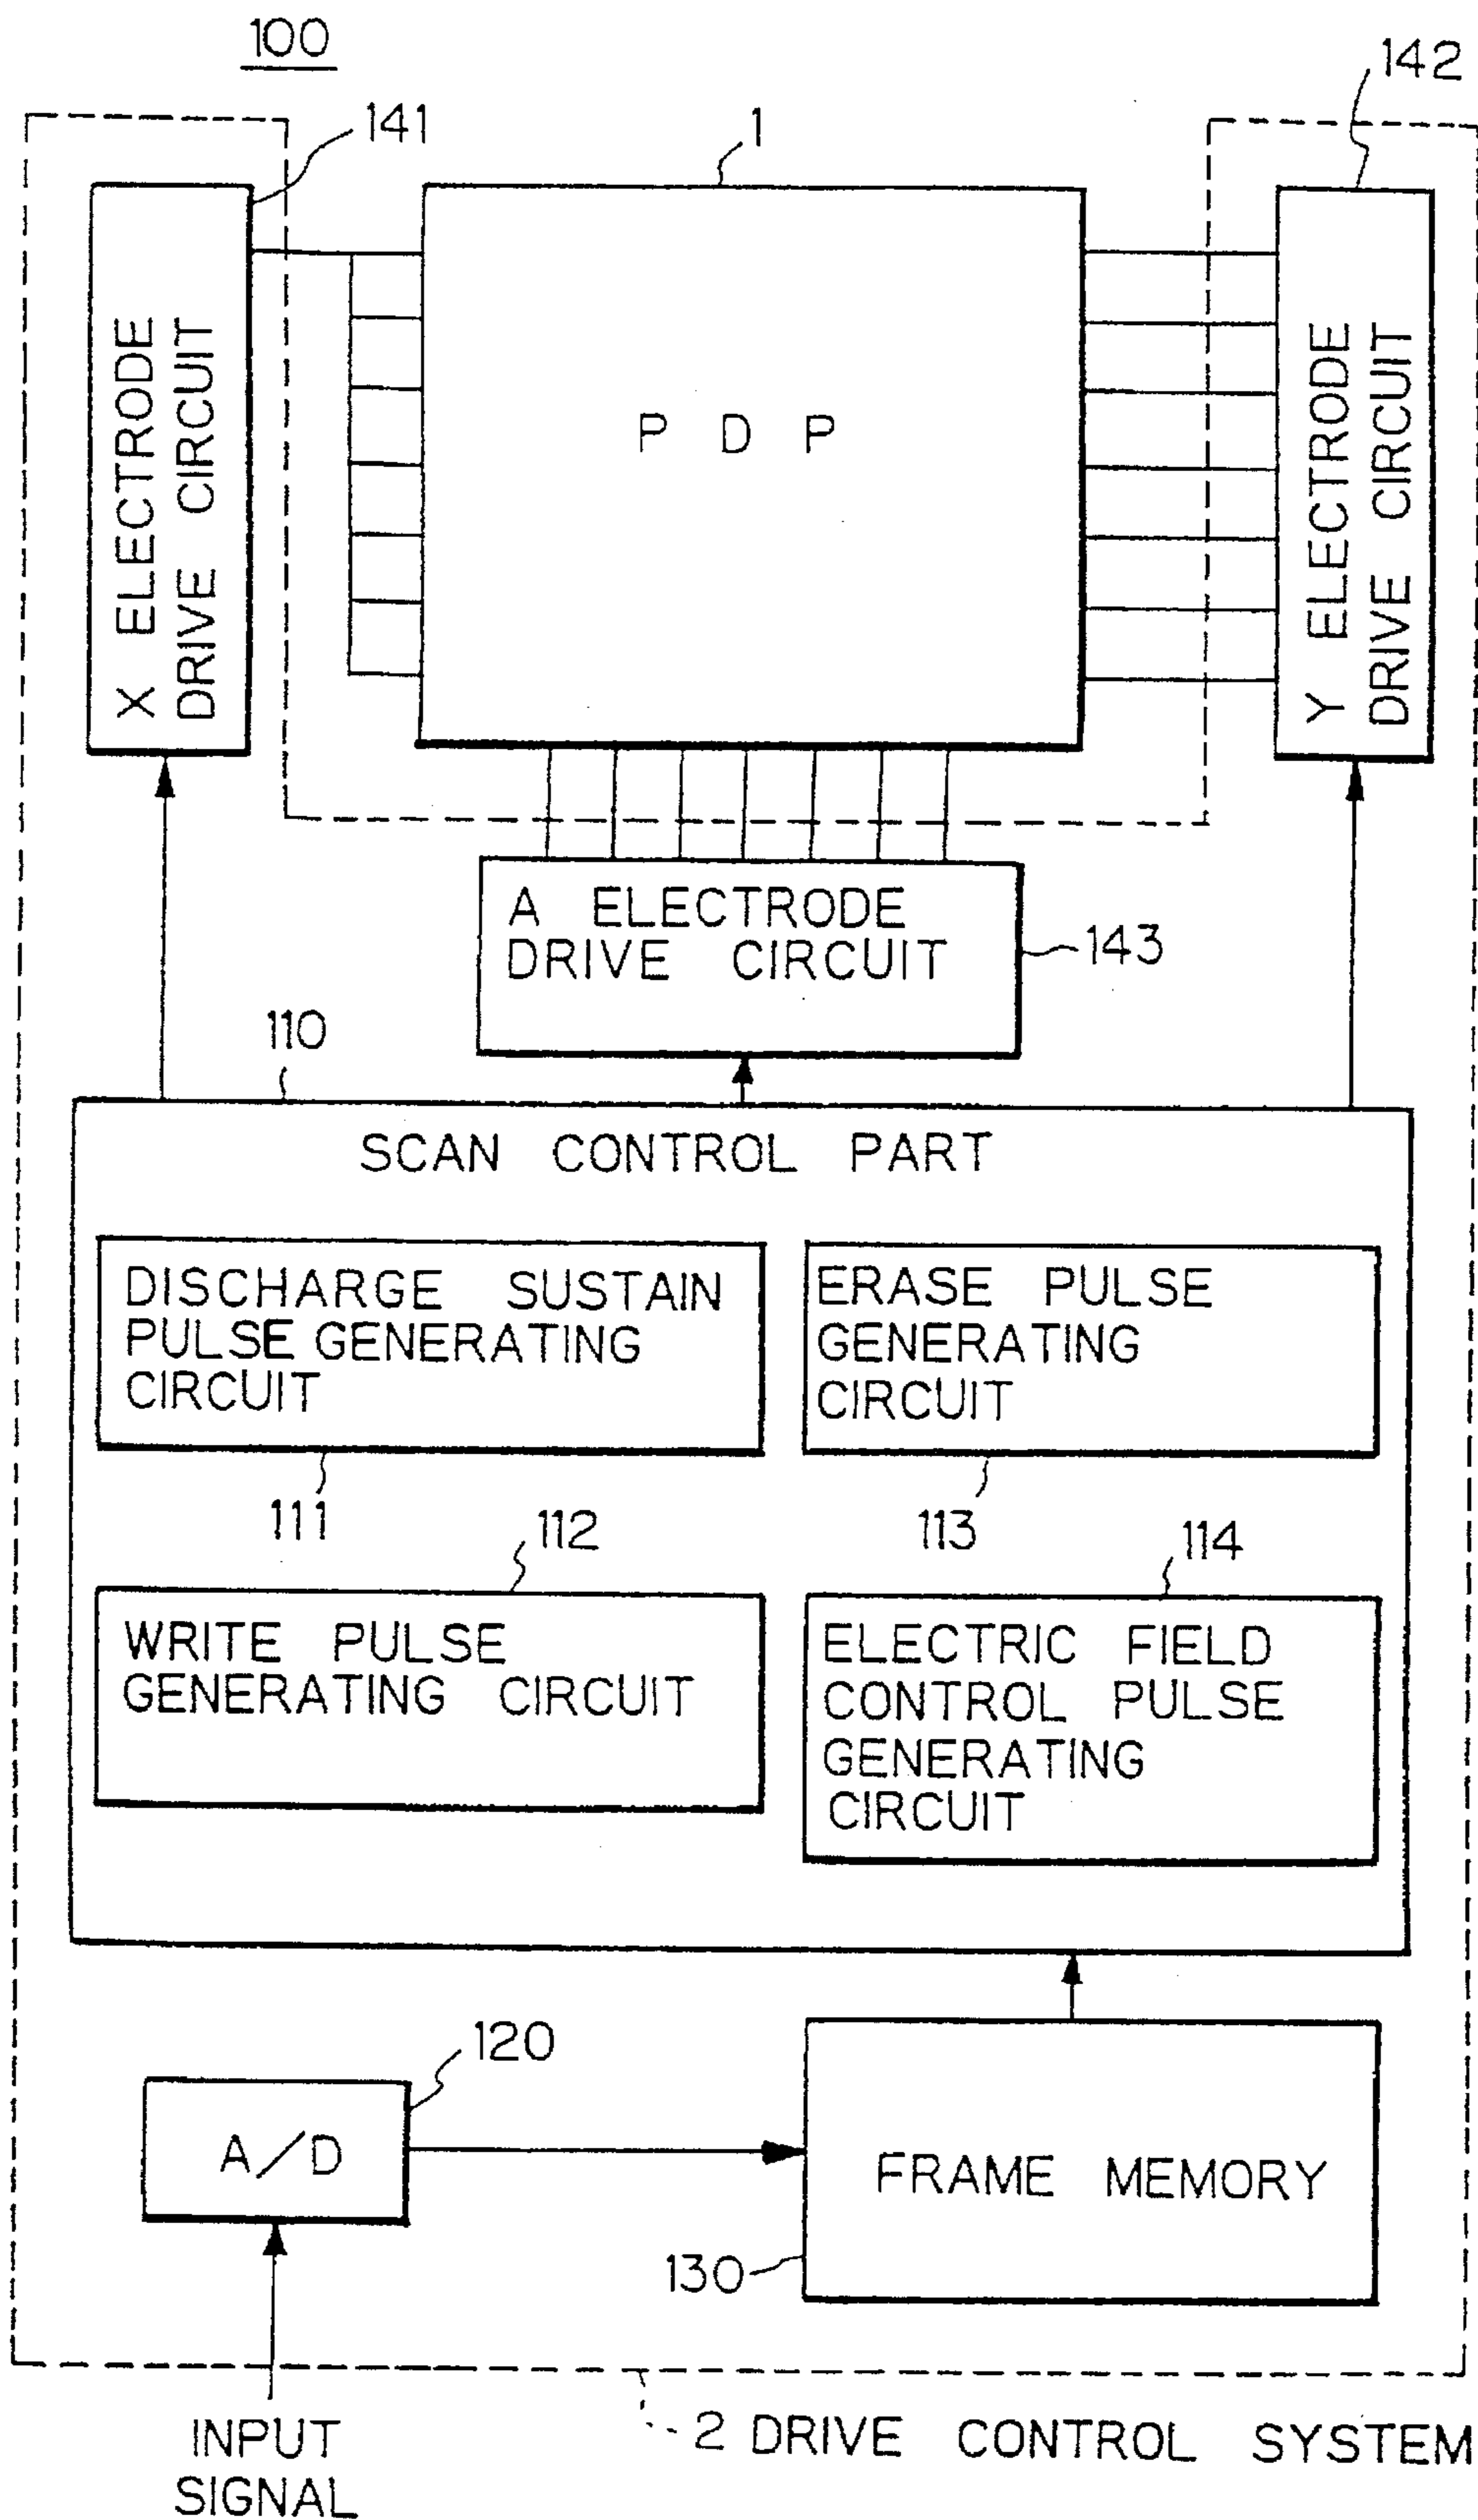 100
141
1
142
X ELECTRODE
DRIVE CIRCUIT
P D P
Y ELECTRODE
DRIVE CIRCUIT
A ELECTRODE
DRIVE CIRCUIT
143
110
SCAN CONTROL PART
DISCHARGE SUSTAIN
PULSE GENERATING
CIRCUIT
111
ERASE PULSE
GENERATING
CIRCUIT
113
112
WRITE PULSE
GENERATING CIRCUIT
114
ELECTRIC FIELD
CONTROL PULSE
GENERATING
CIRCUIT
120
A/D
FRAME MEMORY
130
INPUT
SIGNAL
2 DRIVE CONTROL SYSTEM